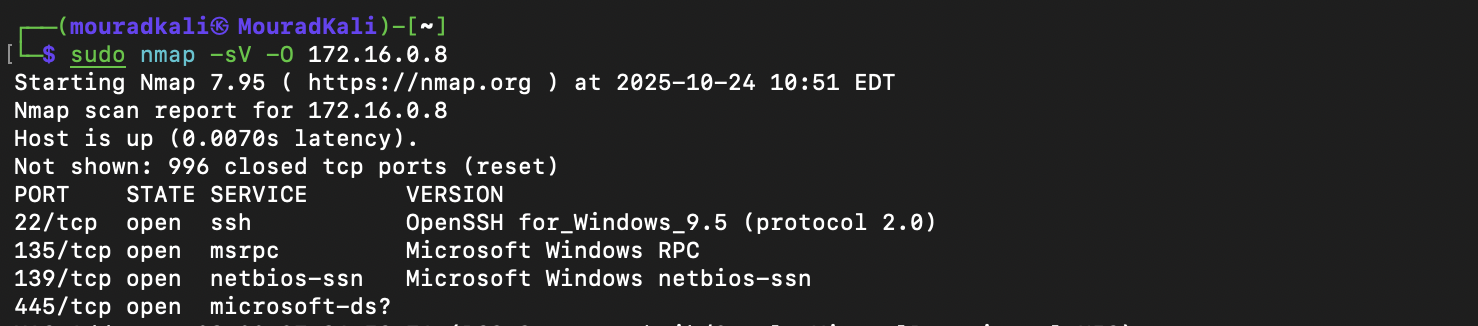 ┌──(mouradkali㉿ MouradKali)-[~]
[└─$ sudo nmap -sV -O 172.16.0.8
Starting Nmap 7.95 ( https://nmap.org ) at 2025-10-24 10:51 EDT
Nmap scan report for 172.16.0.8
Host is up (0.0070s latency).
Not shown: 996 closed tcp ports (reset)
PORT    STATE SERVICE       VERSION
22/tcp  open  ssh           OpenSSH for_Windows_9.5 (protocol 2.0)
135/tcp open  msrpc         Microsoft Windows RPC
139/tcp open  netbios-ssn   Microsoft Windows netbios-ssn
445/tcp open  microsoft-ds?